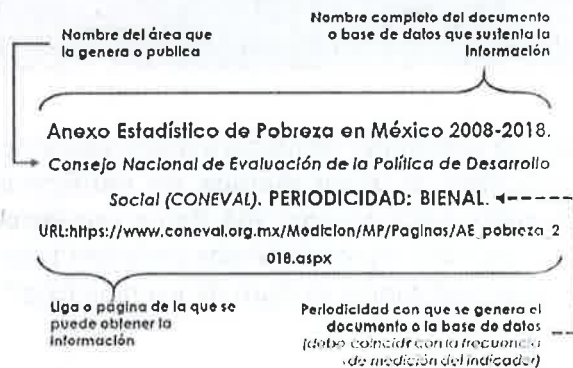 Nombre del área que
la genera o publica
Nombre completo del documento
o base de datos que sustenta la
información
Anexo Estadístico de Pobreza en México 2008-2018.
Consejo Nacional de Evaluación de la Política de Desarrollo
Social (CONEVAL). PERIODICIDAD: BIENAL.
URL:https://www.coneval.org.mx/Medicion/MP/Paginas/AE_pobreza_2
018.aspx
Liga o página de la que se
puede obtener la
información
Periodicidad con que se genera el
documento o la base de datos
(debe coincidir con la frecuencia
de medición del indicador)